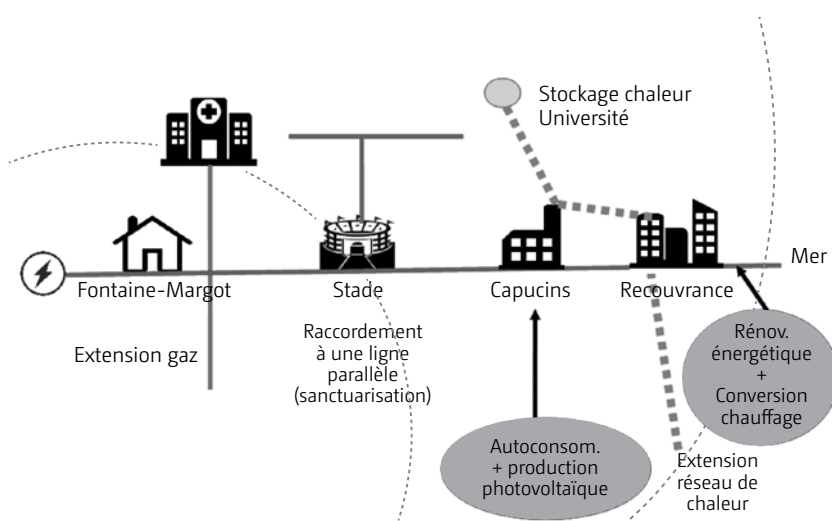 Stockage chaleur
Université
Mer
Fontaine-Margot
Stade
Capucins
Recouvrance
Extension gaz
Raccordement
à une ligne
parallèle
(sanctuarisation)
Rénov.
énergétique
+
Conversion
chauffage
Autoconsom.
+ production
photovoltaïque
Extension
réseau de
chaleur